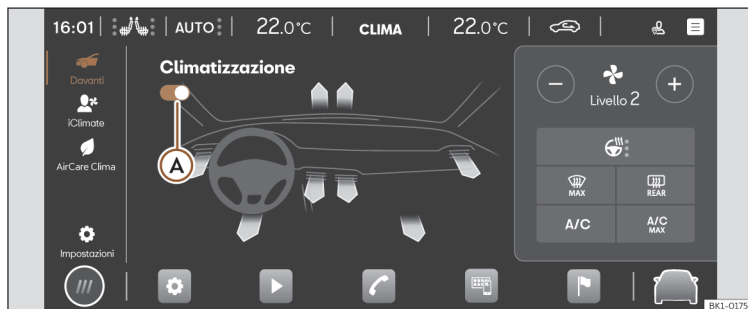 16:01 AUTO 22.0°C CLIMA 22.0°C
Climatizzazione
Davanti
iClimate
AirCare Clima
Impostazioni
A
Livello 2
MAX REAR
A/C A/C MAX
BK1-0175